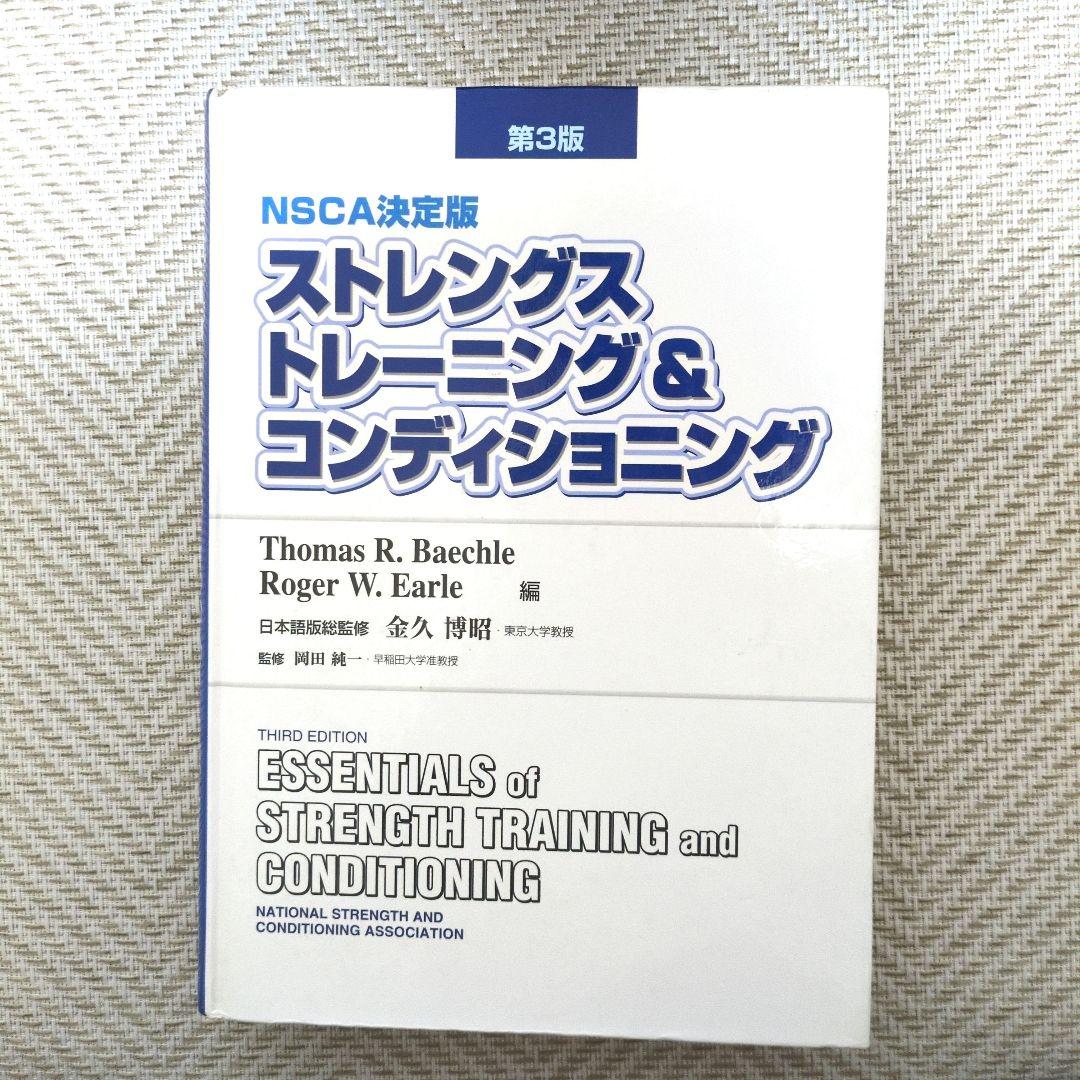 第3版
NSCA決定版
ストレングス
トレーニング&
コンディショニング
Thomas R. Baechle
Roger W. Earle 編
日本語版総監修 金久 博昭・東京大学教授
監修 岡田 純一・早稲田大学准教授
THIRD EDITION
ESSENTIALS of
STRENGTH TRAINING and
CONDITIONING
NATIONAL STRENGTH AND
CONDITIONING ASSOCIATION